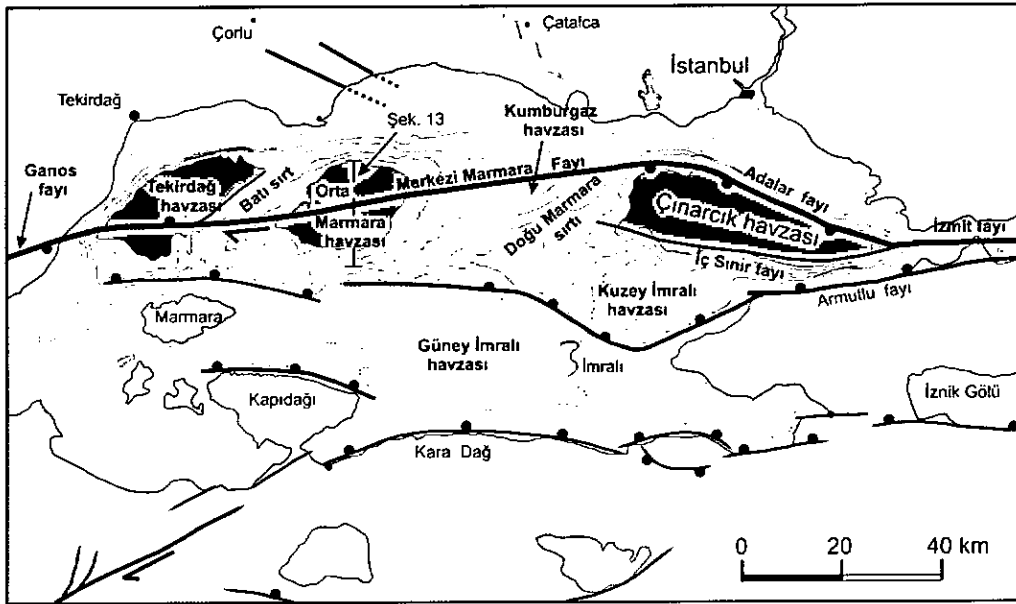 Çorlu
Çatalca
İstanbul
Tekirdağ
Şek. 13
Kumburgaz
havzası
Ganos
fayı
Tekirdağ
havzası
Batı sırt
Orta
Marmara
havzası
Merkezi Marmara Fayı
Doğu Marmara
sırtı
Adalar fayı
Çınarcık havzası
İzmit fayı
İç Sınır fayı
Armutlu fayı
Kuzey İmralı
havzası
Marmara
Güney İmralı
havzası
İmralı
Kapıdağı
İznik Gölü
Kara Dağ
0 20 40 km